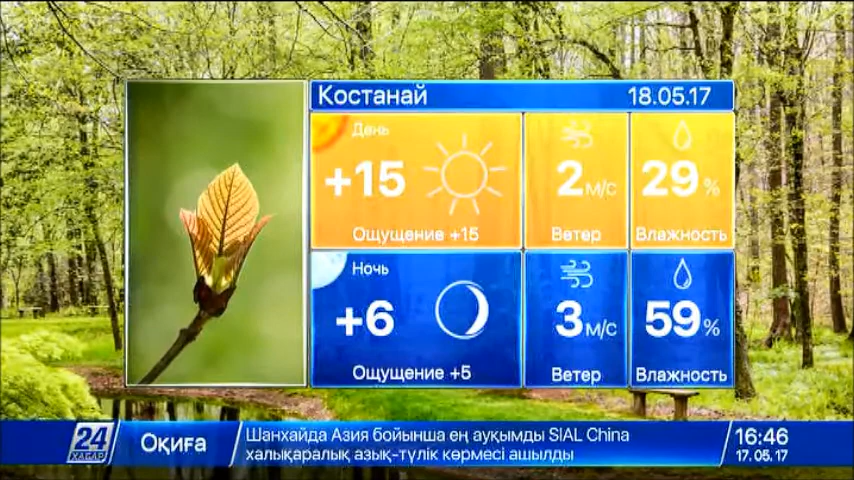 Костанай 18.05.17
День
+15 2 м/с 29 %
Ощущение +15 Ветер Влажность
Ночь
+6 3 м/с 59 %
Ощущение +5 Ветер Влажность
24 ХАБАР Оқиға
Шанхайда Азия бойынша ең ауқымды SIAL China
халықаралық азық-түлік көрмесі ашылды
16:46
17.05.17